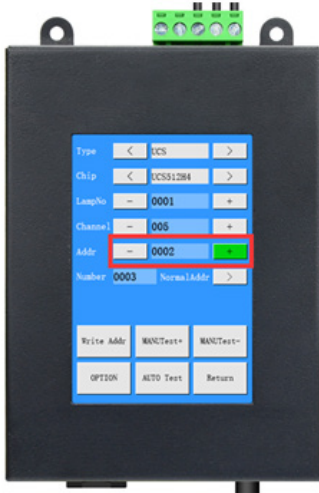 Type < UCS >
Chip < UCS512H4 >
LampNo - 0001 +
Channel - 005 +
Addr - 0002 +
Number 0003 NormalAddr >
Write Addr MANUTest+ MANUTest-
OPTION AUTO Test Return